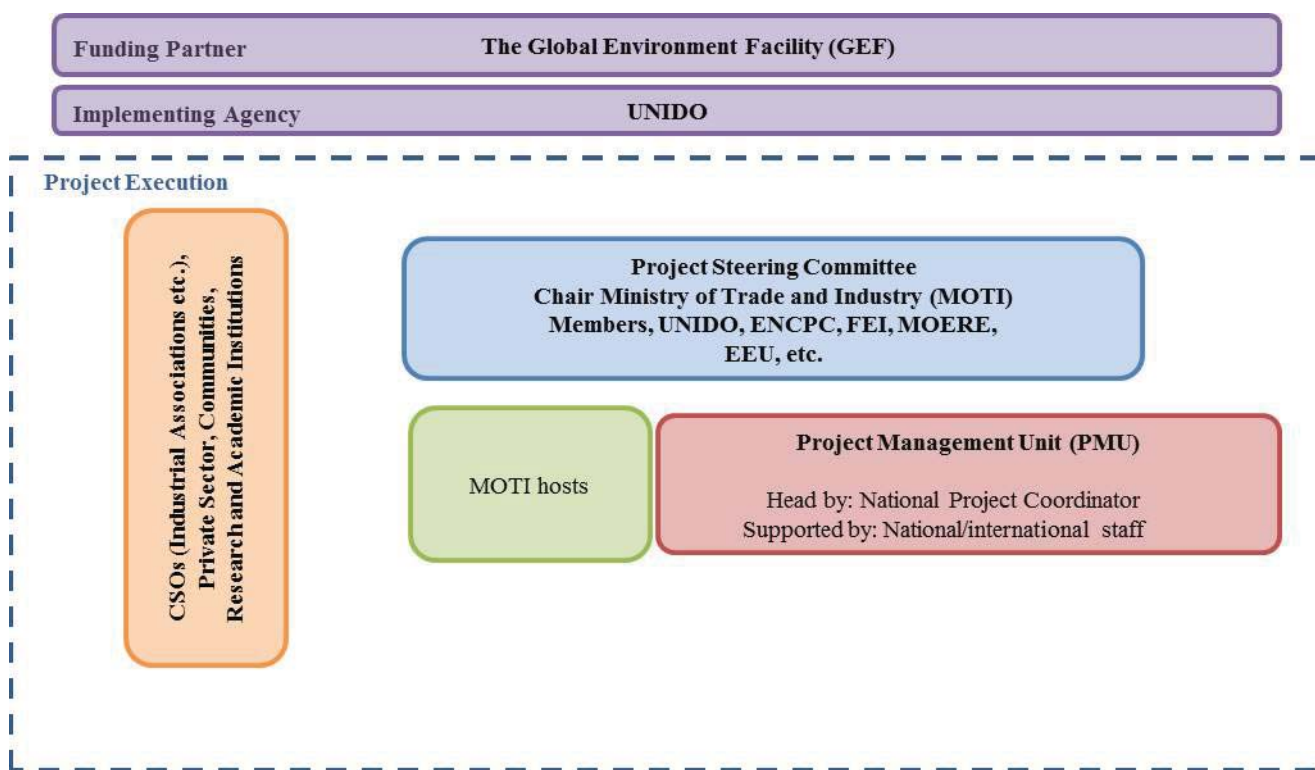 Funding Partner The Global Environment Facility (GEF)
Implementing Agency UNIDO
Project Execution
CSOs (Industrial Associations etc.),
Private Sector, Communities,
Research and Academic Institutions
Project Steering Committee
Chair Ministry of Trade and Industry (MOTI)
Members, UNIDO, ENCPC, FEI, MOERE,
EEU, etc.
MOTI hosts
Project Management Unit (PMU)
Head by: National Project Coordinator
Supported by: National/international staff